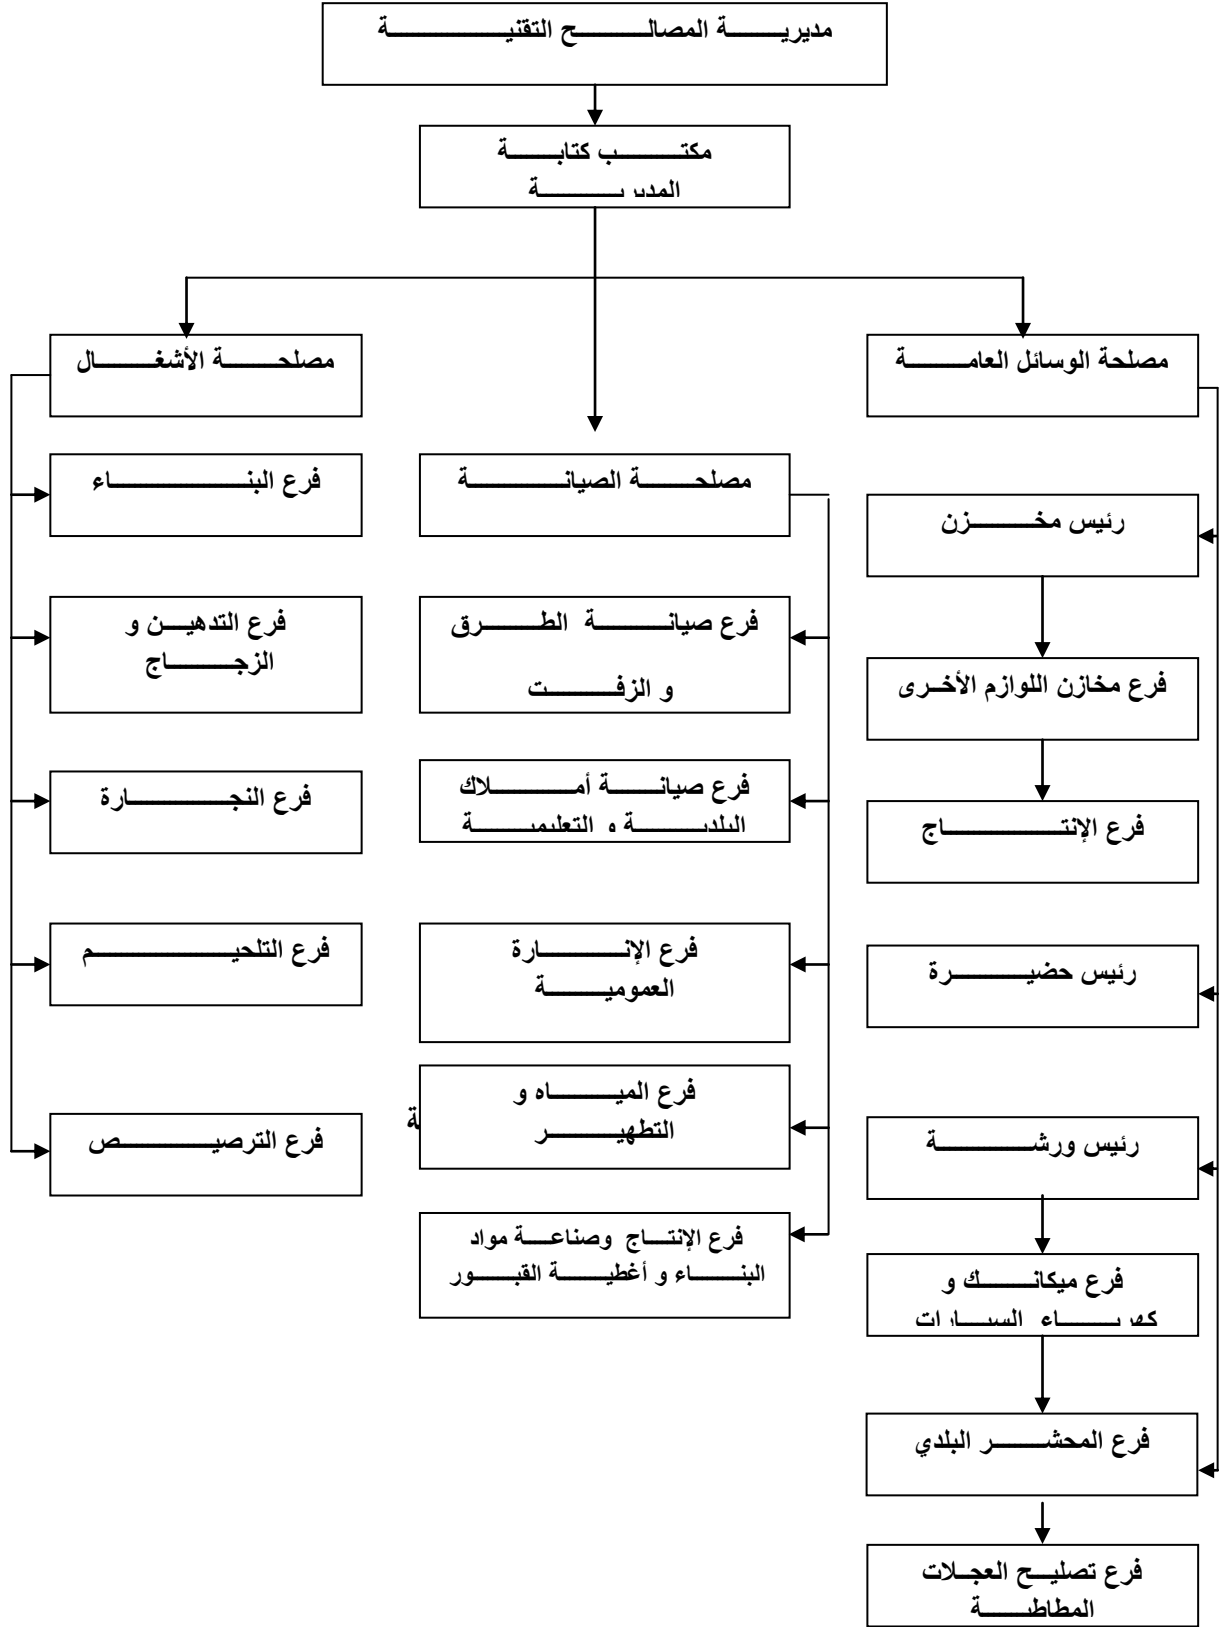 مديرية المصالح التقنية
مكتب كتابة
المديرية
مصلحة الوسائل العامة
رئيس مخزن
فرع مخازن اللوازم الأخرى
فرع الإنتاج
رئيس حضيرة
رئيس ورشة
فرع ميكانك و
كهرباء السيارات
فرع المحشر البلدي
فرع تصليح العجلات
المطاطية
مصلحة الصيانة
فرع صيانة الطرق
و الزفت
فرع صيانة أملاك
البلدية و التعليمية
فرع الإنارة
العمومية
فرع المياه و
التطهير
ة
فرع الإنتاج وصناعة مواد
البناء و أغطية القبور
مصلحة الأشغال
فرع البناء
فرع التدهين و
الزجاج
فرع النجارة
فرع التلحيم
فرع الترصيص